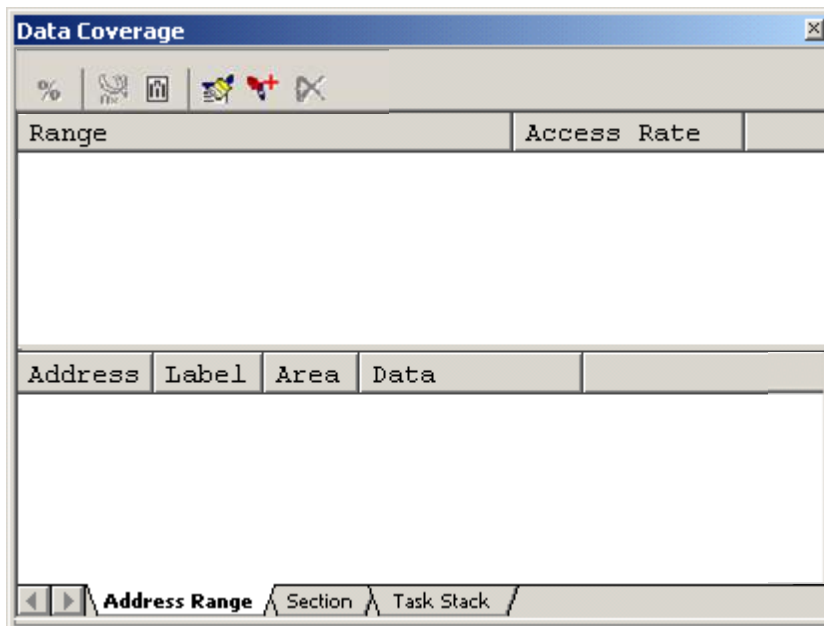 Data Coverage
%
Range Access Rate
Address Label Area Data
Address Range Section Task Stack